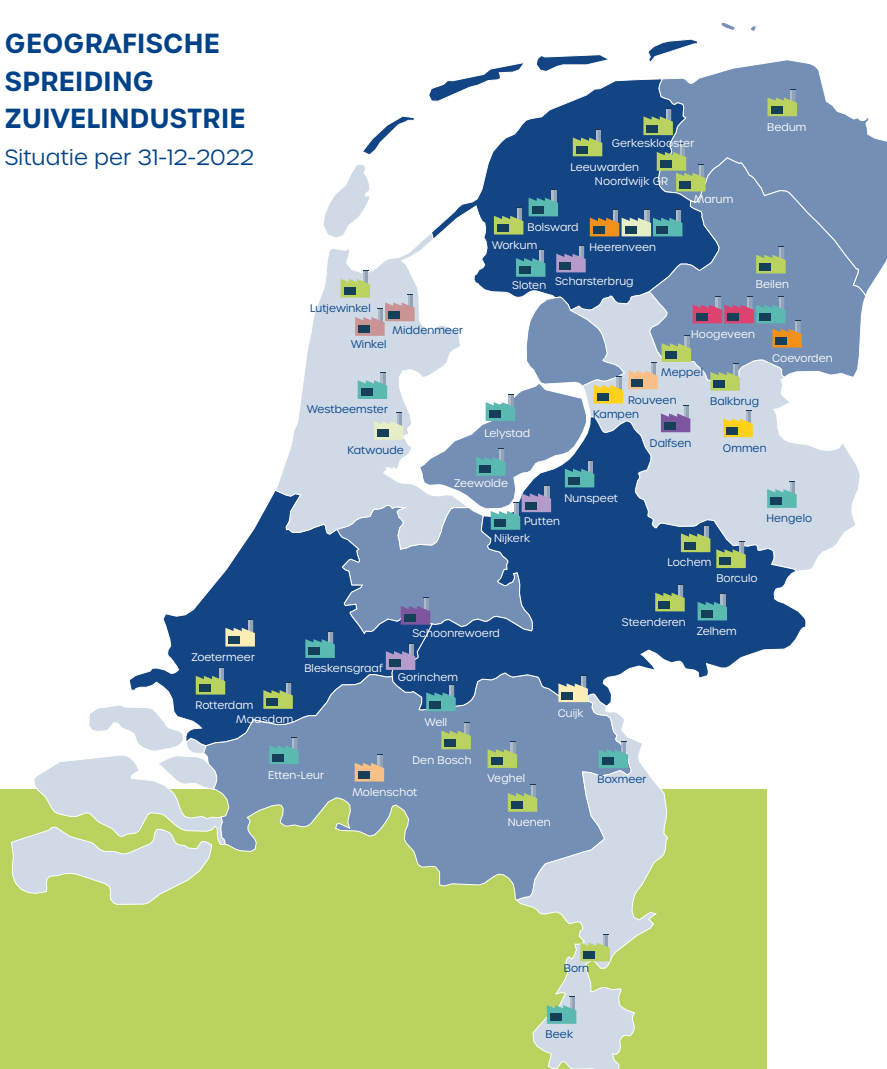 GEOGRAFISCHE
SPREIDING
ZUIVELINDUSTRIE
Situatie per 31-12-2022
Bedum
Gerkesklooster
Leeuwarden
Noordwijk GR
Marum
Bolsward
Workum
Heerenveen
Sloten
Scharsterbrug
Beilen
Lutjewinkel
Middenmeer
Winkel
Hoogeveen
Coevorden
Meppel
Rouveen
Balkbrug
Kampen
Westbeemster
Lelystad
Dalfsen
Ommen
Katwoude
Zeewolde
Nunspeet
Hengelo
Putten
Nijkerk
Lochem
Borculo
Steenderen
Zelhem
Schoonrewoerd
Zoetermeer
Bleskensgraaf
Gorinchem
Rotterdam
Maasdam
Well
Cuijk
Den Bosch
Etten-Leur
Veghel
Boxmeer
Molenschot
Nuenen
Born
Beek